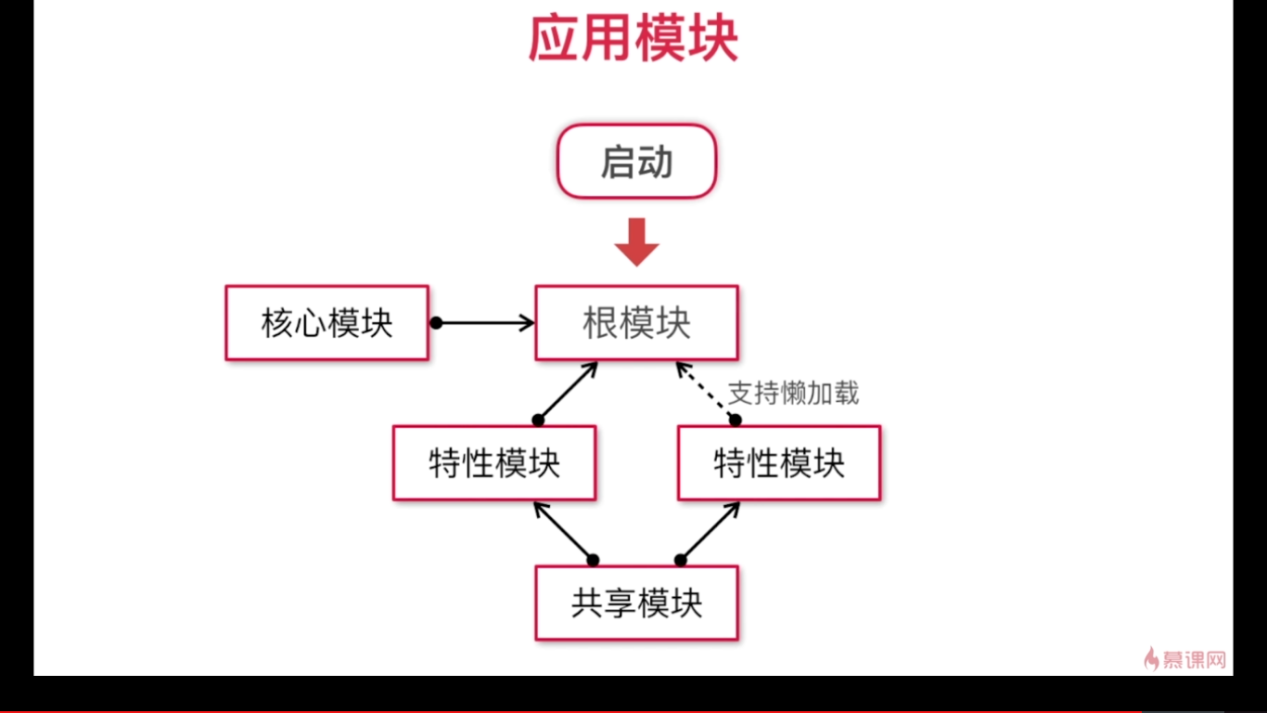 应用模块
启动
核心模块
根模块
支持懒加载
特性模块
特性模块
共享模块
慕课网